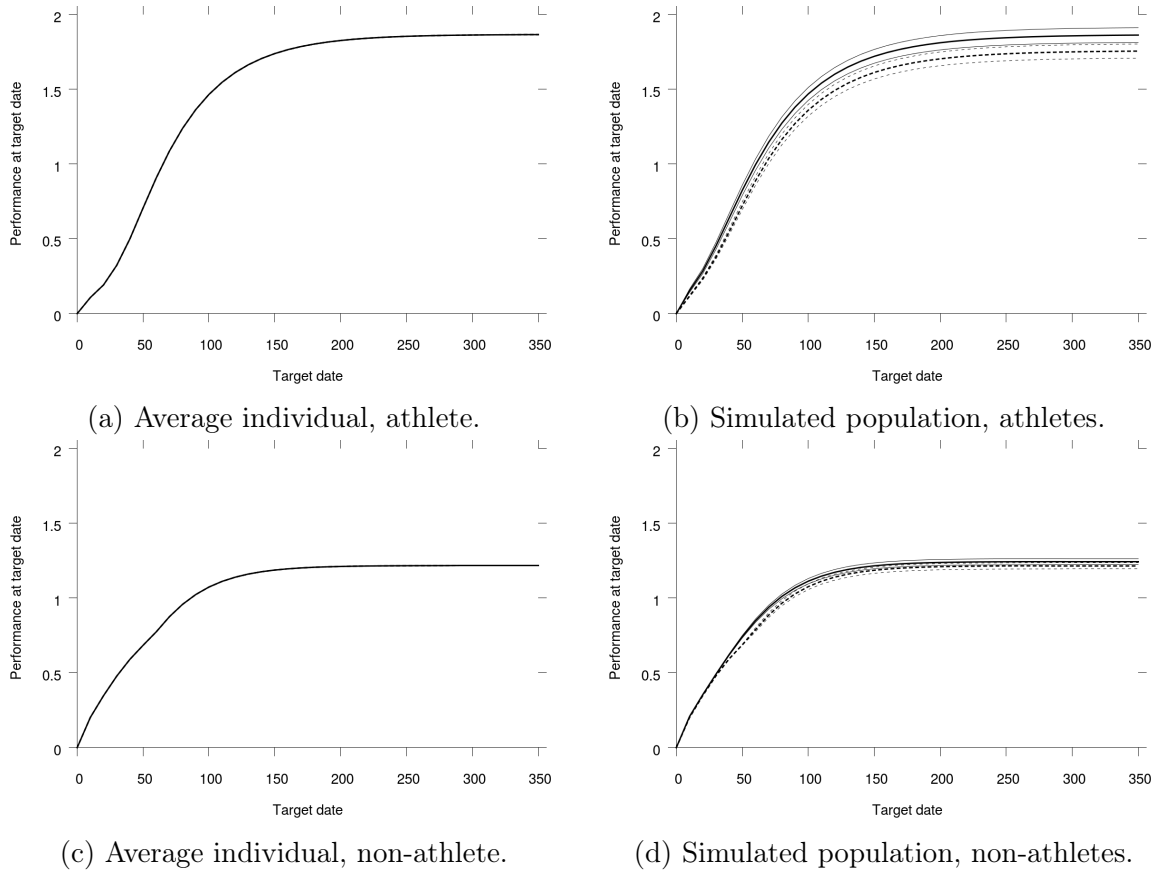 2
1.5
1
0.5
0
Performance at target date
0 50 100 150 200 250 300 350
Target date
(a) Average individual, athlete.
2
1.5
1
0.5
0
Performance at target date
0 50 100 150 200 250 300 350
Target date
(b) Simulated population, athletes.
2
1.5
1
0.5
0
Performance at target date
0 50 100 150 200 250 300 350
Target date
(c) Average individual, non-athlete.
2
1.5
1
0.5
0
Performance at target date
0 50 100 150 200 250 300 350
Target date
(d) Simulated population, non-athletes.